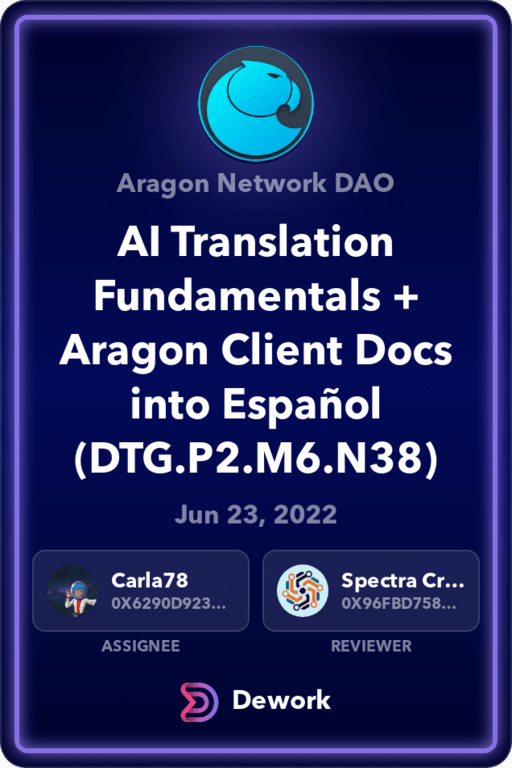 Aragon Network DAO
AI Translation
Fundamentals +
Aragon Client Docs
into Español
(DTG.P2.M6.N38)
Jun 23, 2022
Carla78
0X6290D923...
Spectra Cr...
0X96FBD758...
ASSIGNEE
REVIEWER
Dework